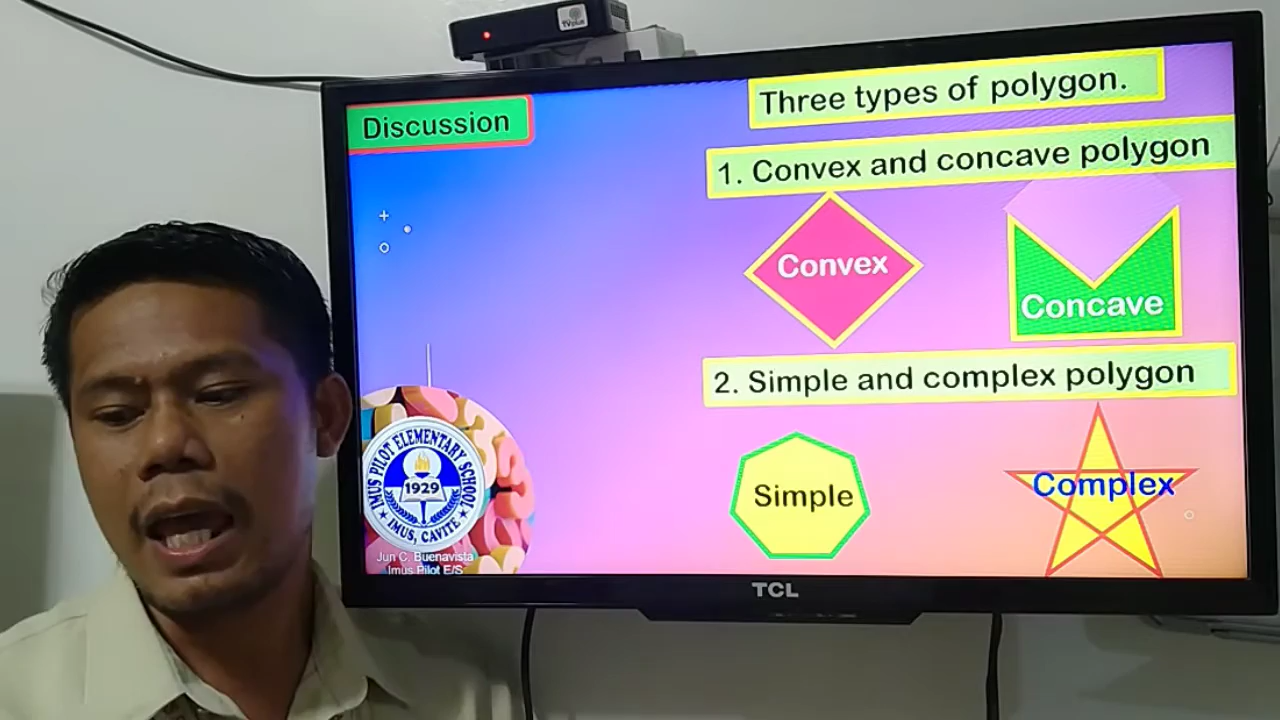 TVplus
Discussion
Three types of polygon.
1. Convex and concave polygon
Convex
Concave
2. Simple and complex polygon
Simple
Complex
IMUS PILOT ELEMENTARY SCHOOL
1929
IMUS, CAVITE
Jun C. Buenavista
Imus Pilot E/S
TCL